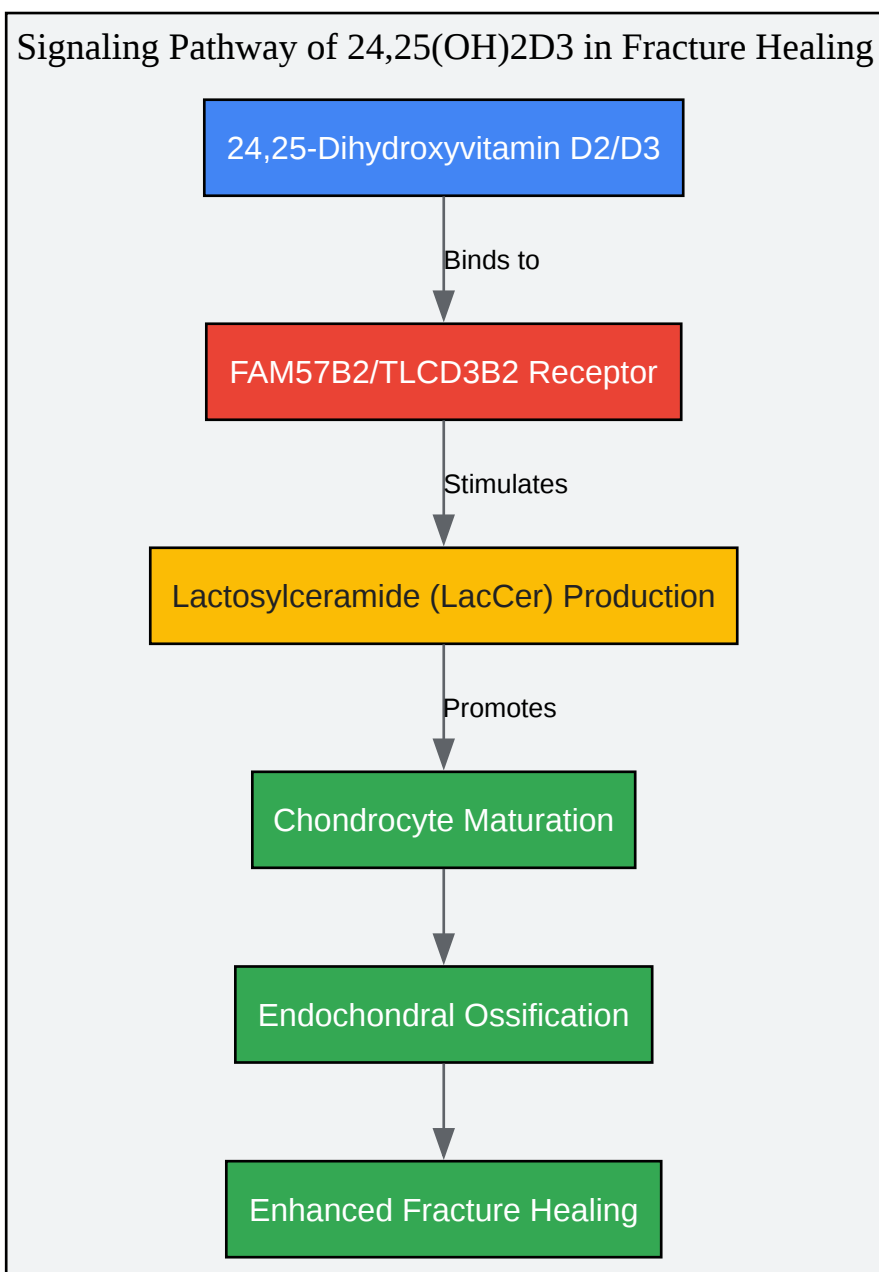 Signaling Pathway of 24,25(OH)2D3 in Fracture Healing
24,25-Dihydroxyvitamin D2/D3
Binds to
FAM57B2/TLCD3B2 Receptor
Stimulates
Lactosylceramide (LacCer) Production
Promotes
Chondrocyte Maturation
Endochondral Ossification
Enhanced Fracture Healing